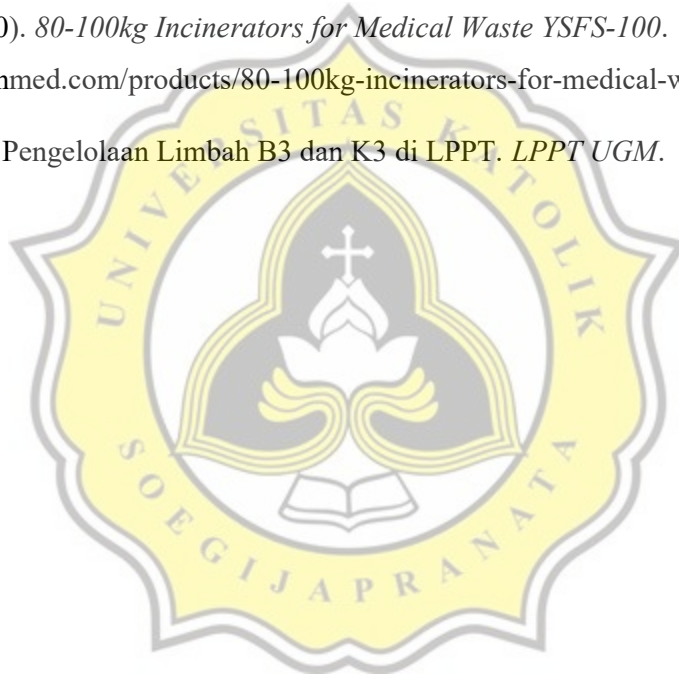 0). 80-100kg Incinerators for Medical Waste YSFS-100.
med.com/products/80-100kg-incinerators-for-medical-w
Pengelolaan Limbah B3 dan K3 di LPPT. LPPT UGM.
UNIVERSITAS KATOLIK
SOEGIJAPRANATA